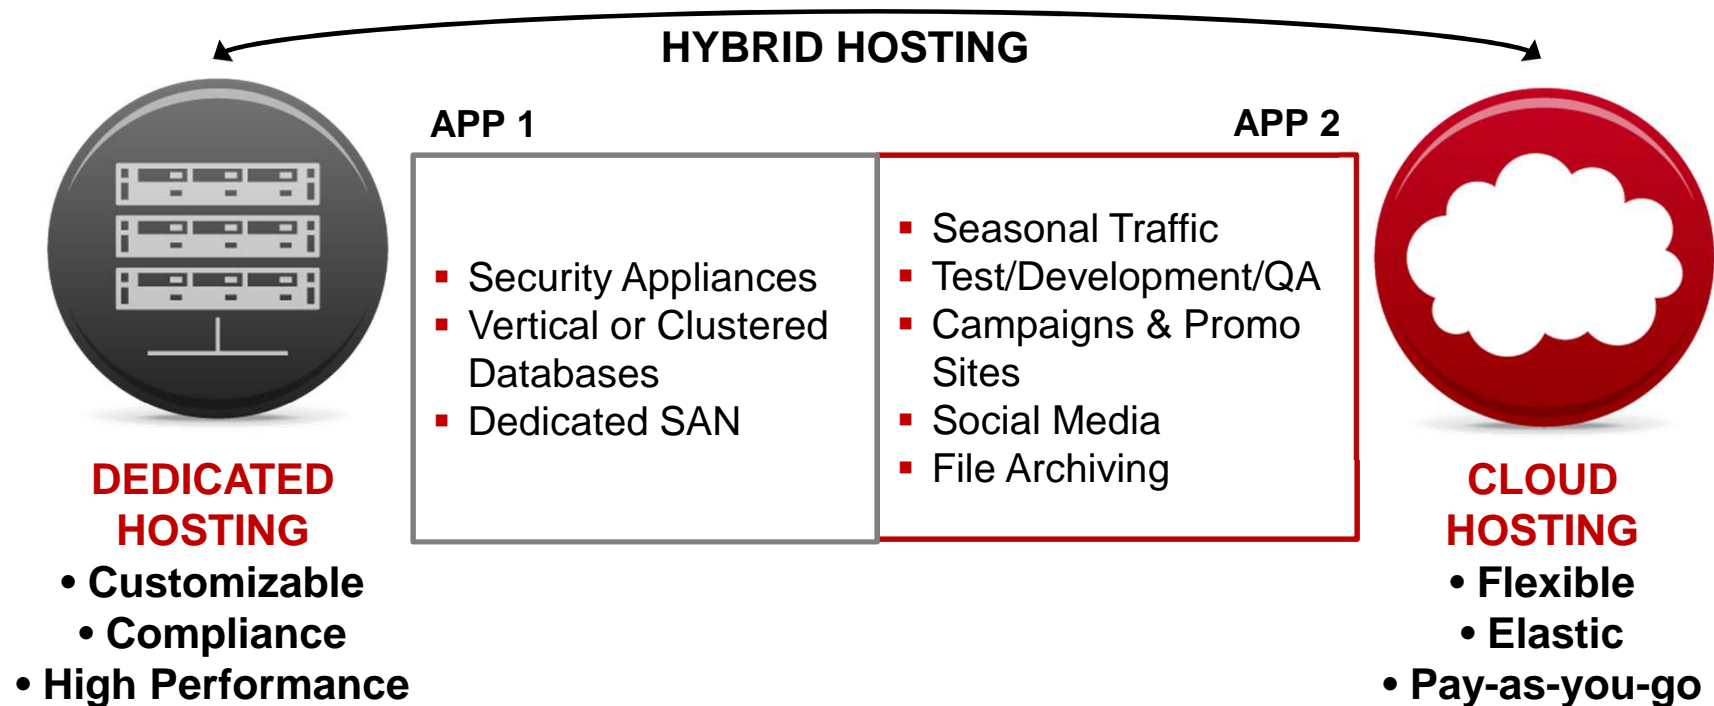 HYBRID HOSTING
APP 1
▪ Security Appliances
▪ Vertical or Clustered
Databases
▪ Dedicated SAN
APP 2
▪ Seasonal Traffic
▪ Test/Development/QA
▪ Campaigns & Promo
Sites
▪ Social Media
▪ File Archiving
DEDICATED
HOSTING
• Customizable
• Compliance
• High Performance
CLOUD
HOSTING
• Flexible
• Elastic
• Pay-as-you-go